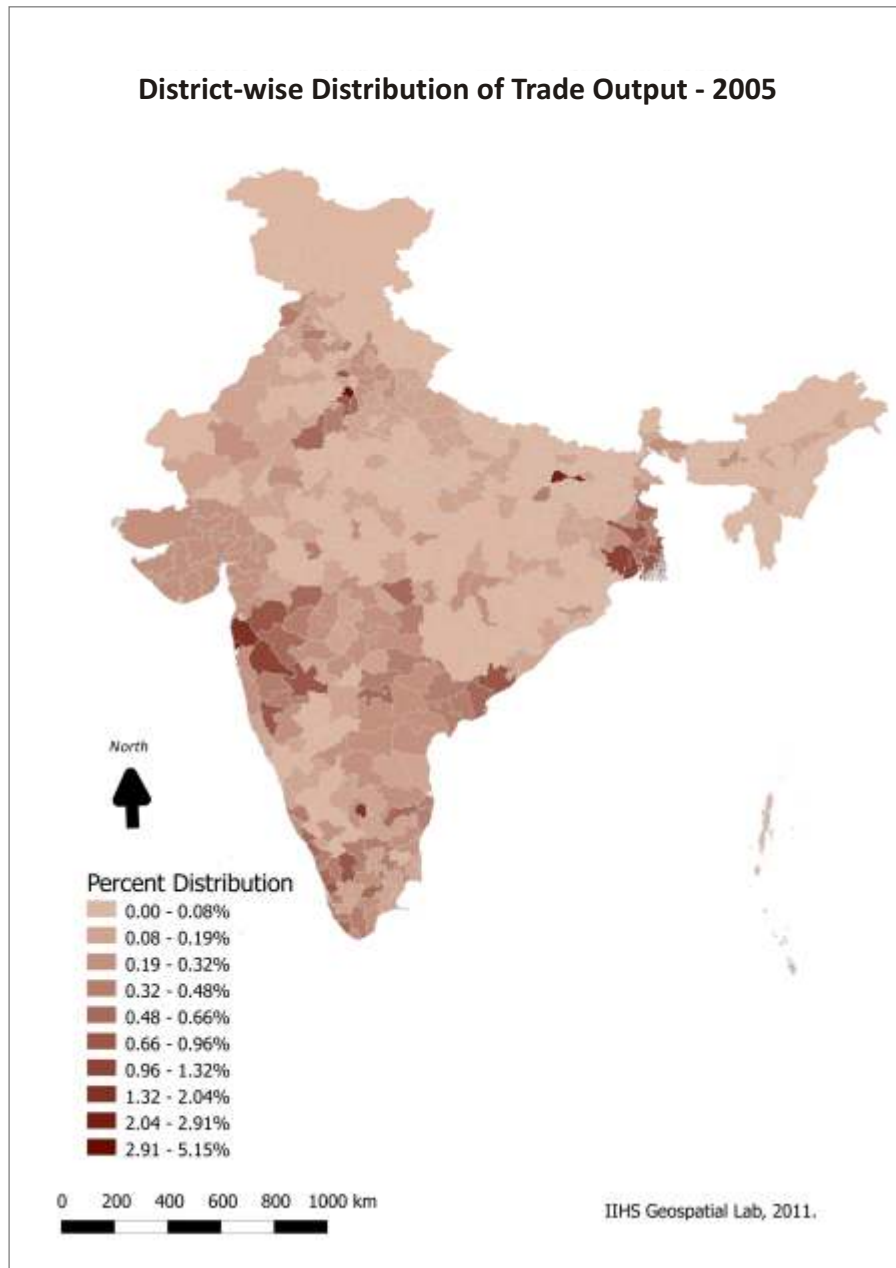 District-wise Distribution of Trade Output - 2005
North
Percent Distribution
0.00 - 0.08%
0.08 - 0.19%
0.19 - 0.32%
0.32 - 0.48%
0.48 - 0.66%
0.66 - 0.96%
0.96 - 1.32%
1.32 - 2.04%
2.04 - 2.91%
2.91 - 5.15%
0 200 400 600 800 1000 km
IIHS Geospatial Lab, 2011.